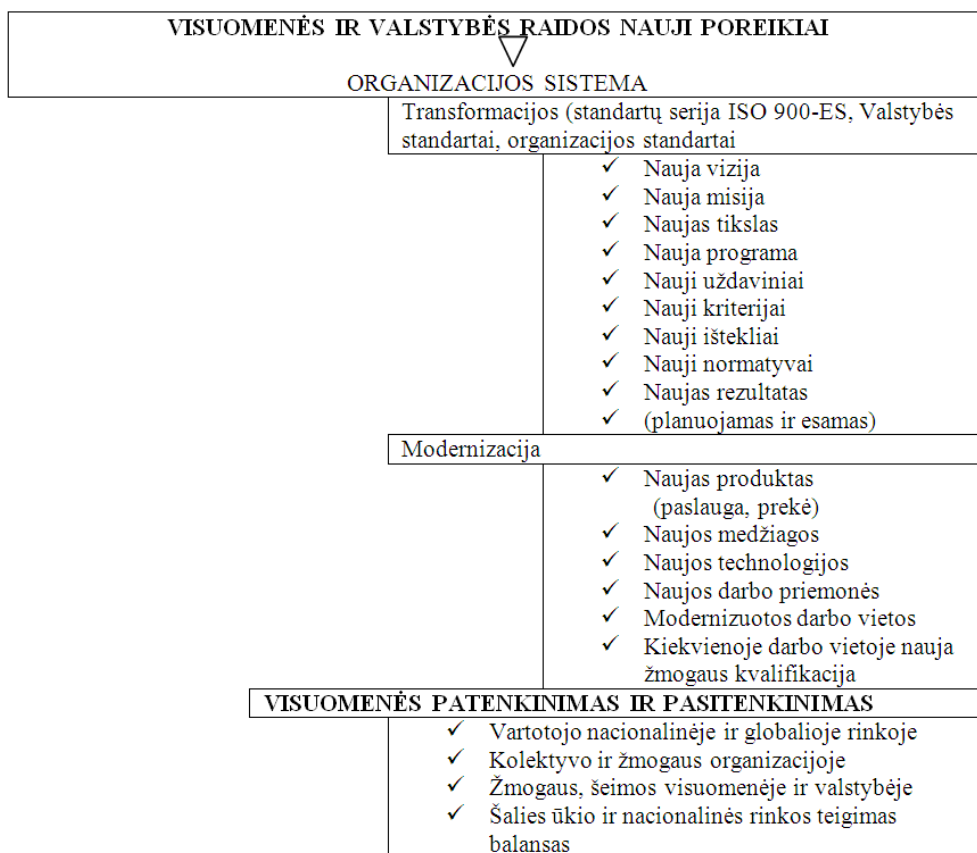 VISUOMENĖS IR VALSTYBĖS RAIDOS NAUJI POREIKIAI
ORGANIZACIJOS SISTEMA
Transformacijos (standartų serija ISO 900-ES, Valstybės
standartai, organizacijos standartai
✓ Nauja vizija
✓ Nauja misija
✓ Naujas tikslas
✓ Nauja programa
✓ Nauji uždaviniai
✓ Nauji kriterijai
✓ Nauji ištekliai
✓ Nauji normatyvai
✓ Naujas rezultatas
✓ (planuojamas ir esamas)
Modernizacija
✓ Naujas produktas
(paslauga, prekė)
✓ Naujos medžiagos
✓ Naujos technologijos
✓ Naujos darbo priemonės
✓ Modernizuotos darbo vietos
✓ Kiekvienoje darbo vietoje nauja
žmogaus kvalifikacija
VISUOMENĖS PATENKINIMAS IR PASITENKINIMAS
✓ Vartotojo nacionalinėje ir globalioje rinkoje
✓ Kolektyvo ir žmogaus organizacijoje
✓ Žmogaus, šeimos visuomenėje ir valstybėje
✓ Šalies ūkio ir nacionalinės rinkos teigimas
balansas